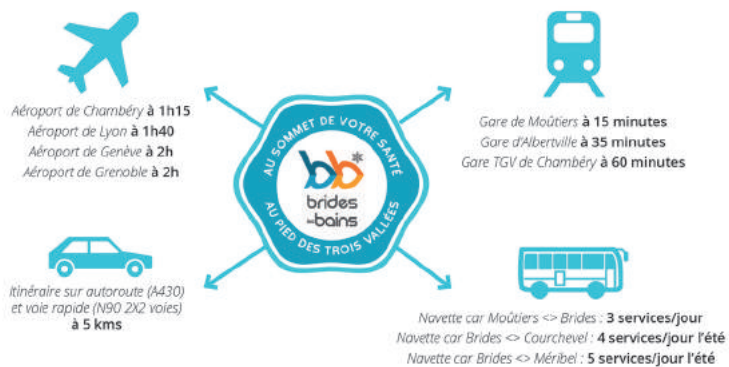 Aéroport de Chambéry à 1h15
Aéroport de Lyon à 1h40
Aéroport de Genève à 2h
Aéroport de Grenoble à 2h
Gare de Moûtiers à 15 minutes
Gare d'Albertville à 35 minutes
Gare TGV de Chambéry à 60 minutes
AU SOMMET DE VOTRE SANTÉ
bb
brides
les bains
AU PIED DES TROIS VALLÉES
Itinéraire sur autoroute (A430)
et voie rapide (N90 2X2 voies)
à 5 kms
Navette car Moûtiers <> Brides : 3 services/jour
Navette car Brides <> Courchevel : 4 services/jour l'été
Navette car Brides <> Méribel : 5 services/jour l'été